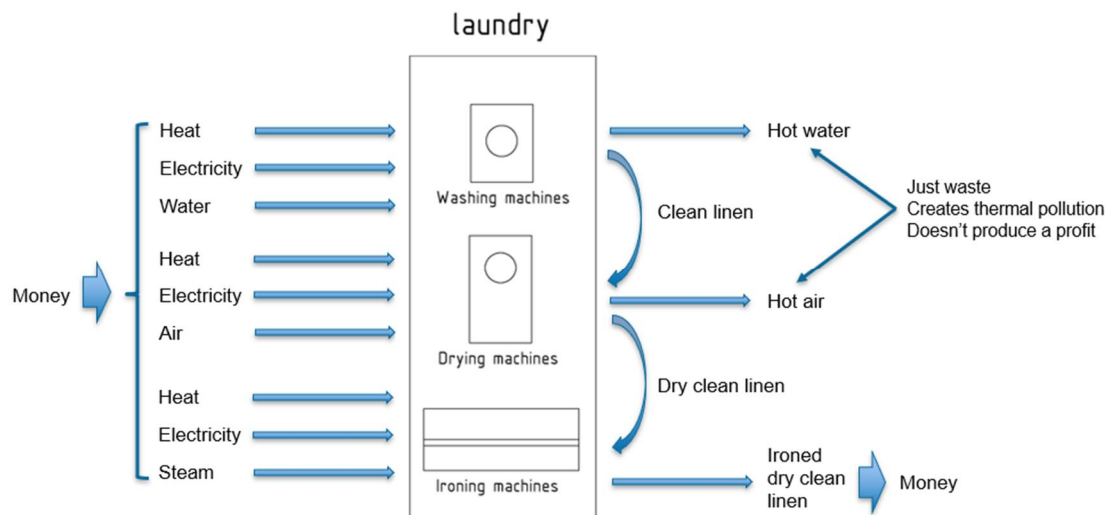 laundry
Heat
Electricity
Water
Heat
Electricity
Air
Heat
Electricity
Steam
Money
Washing machines
Drying machines
Ironing machines
Hot water
Clean linen
Just waste
Creates thermal pollution
Doesn't produce a profit
Hot air
Dry clean linen
Ironed
dry clean
linen
Money